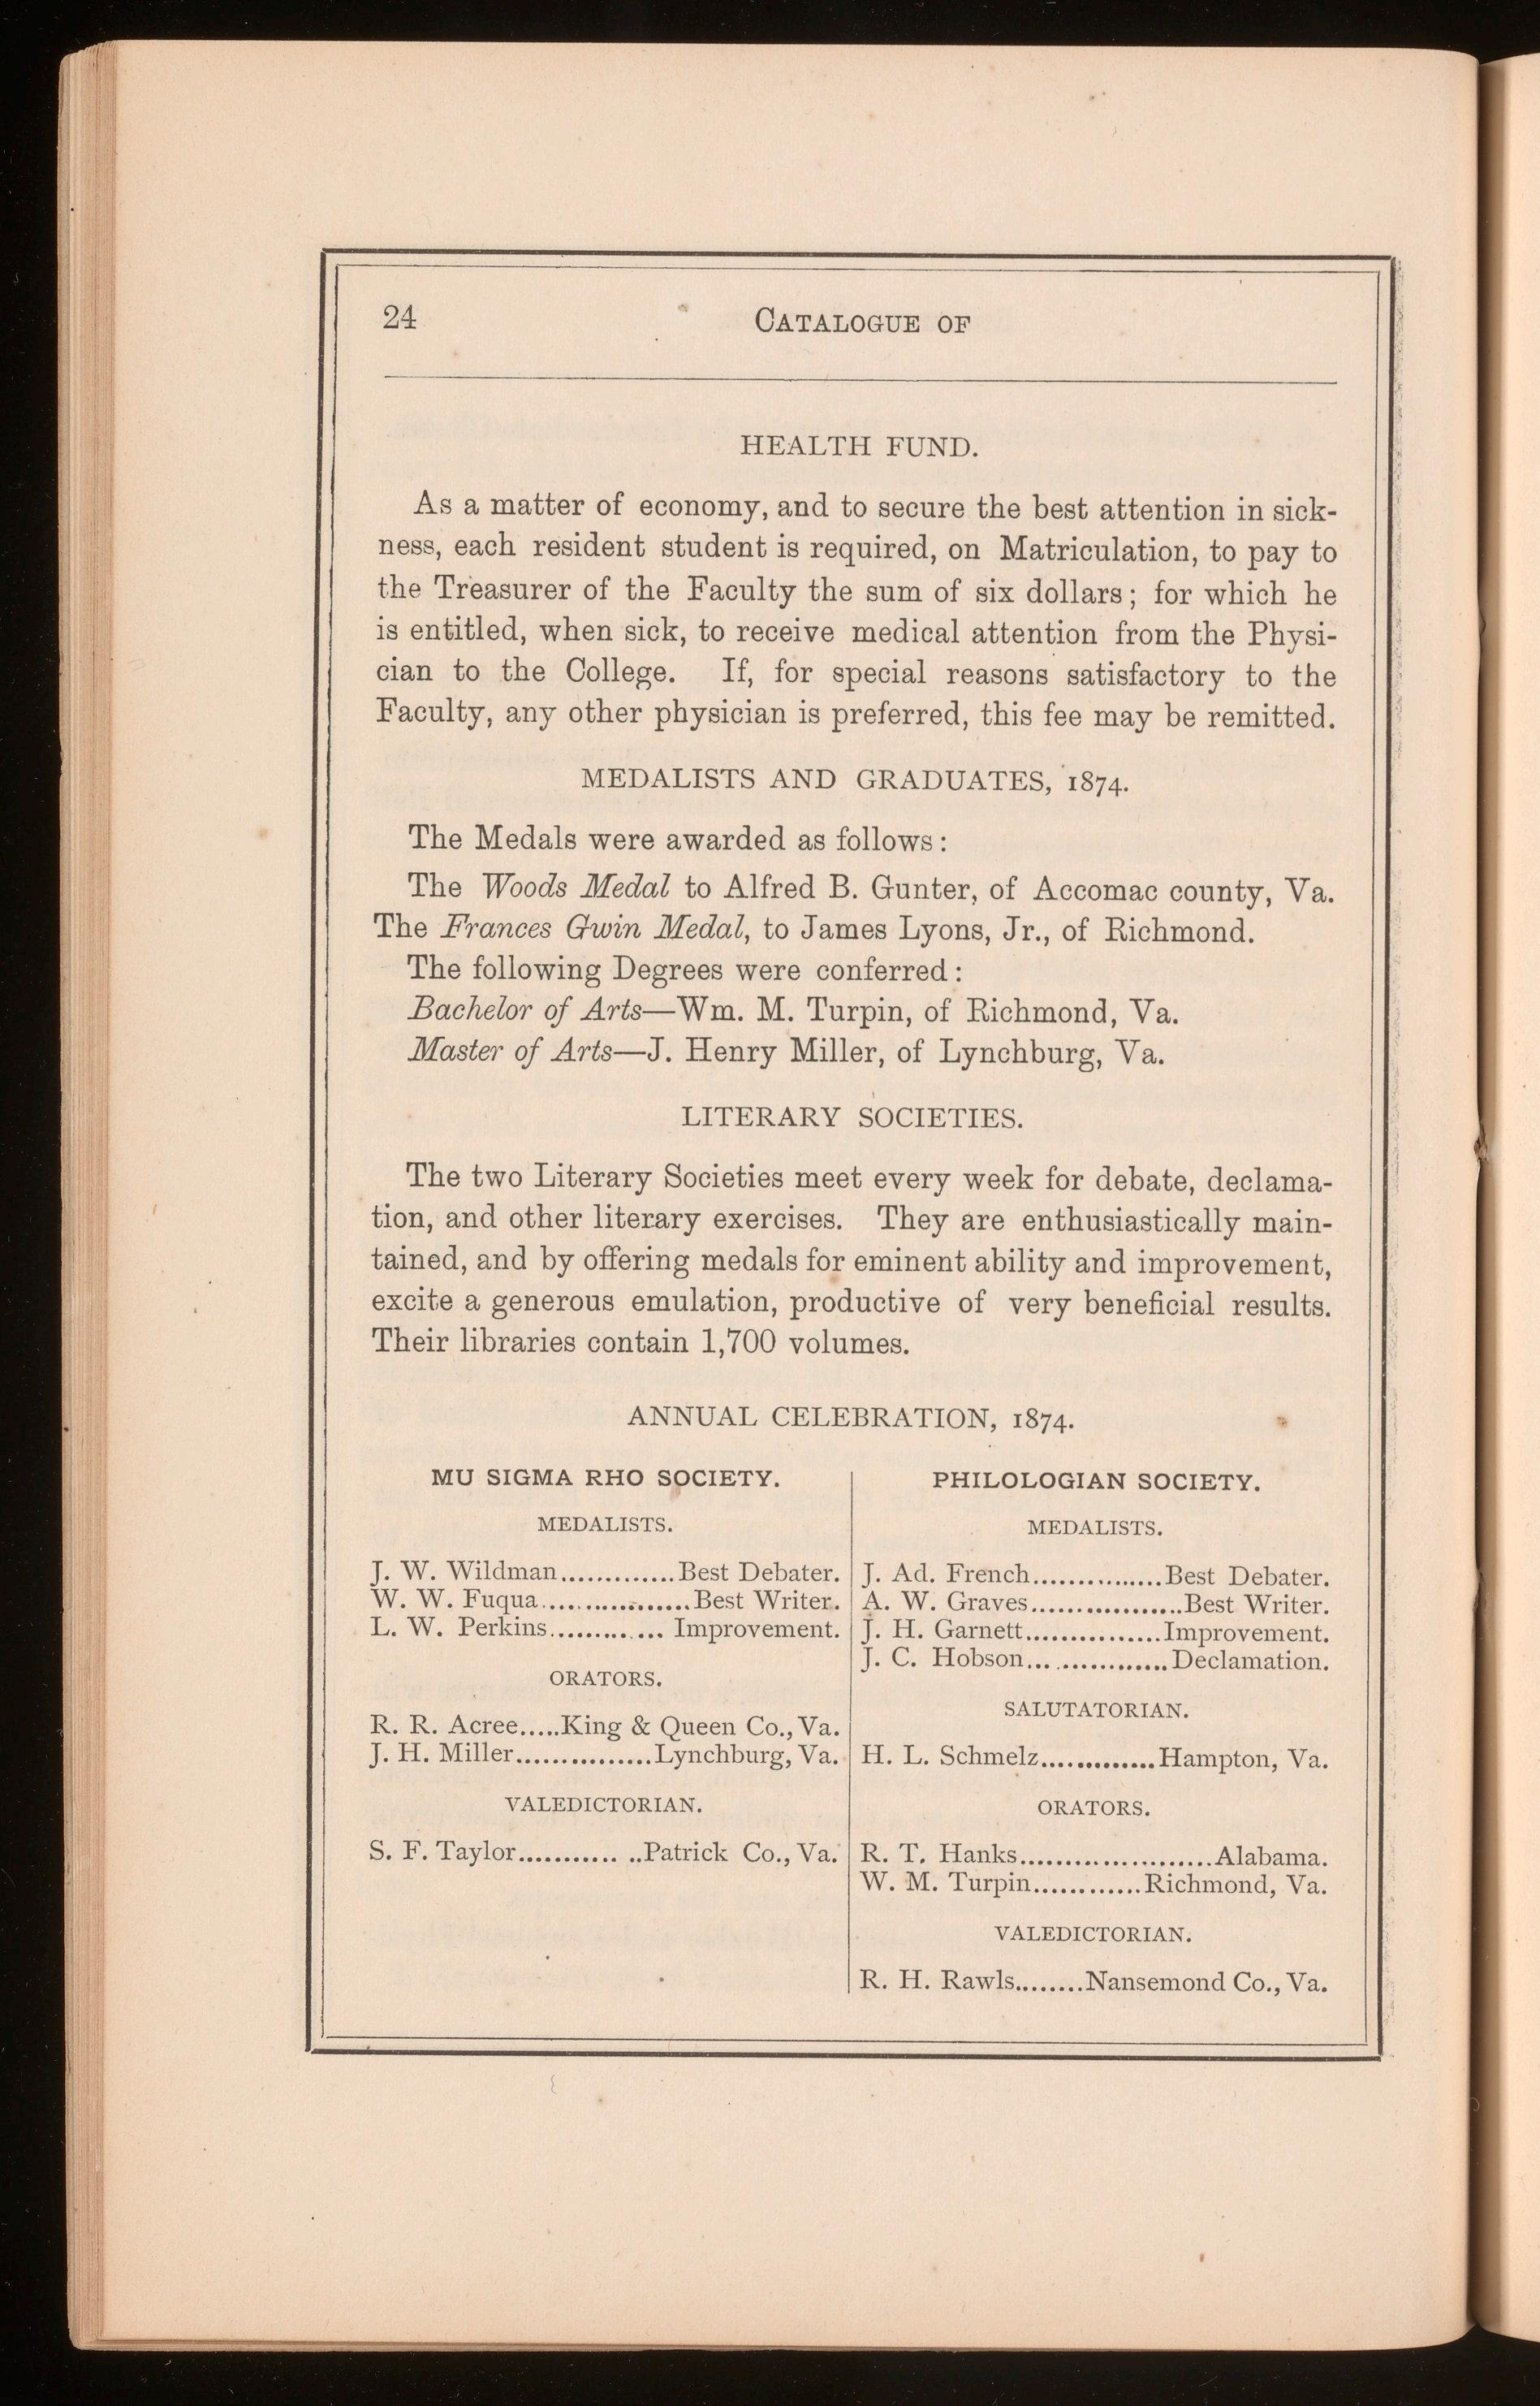 24
CATALOGUE OF
HEALTH FUND.
As a matter of economy, and to secure the best attention in sick-
ness, each resident student is required, on Matriculation, to pay to
the Treasurer of the Faculty the sum of six dollars; for which he
is entitled, when sick, to receive medical attention from the Physi-
cian to the College. If, for special reasons satisfactory to the
Faculty, any other physician is preferred, this fee may be remitted.
MEDALISTS AND GRADUATES, 1874.
The Medals were awarded as follows:
The Woods Medal to Alfred B. Gunter, of Accomac county, Va.
The Frances Gwin Medal, to James Lyons, Jr., of Richmond.
The following Degrees were conferred:
Bachelor of Arts—Wm. M. Turpin, of Richmond, Va.
Master of Arts—J. Henry Miller, of Lynchburg, Va.
LITERARY SOCIETIES.
The two Literary Societies meet every week for debate, declama-
tion, and other literary exercises. They are enthusiastically main-
tained, and by offering medals for eminent ability and improvement,
excite a generous emulation, productive of very beneficial results.
Their libraries contain 1,700 volumes.
ANNUAL CELEBRATION, 1874.
MU SIGMA RHO SOCIETY.
MEDALISTS.
J. W. Wildman.............Best Debater.
W. W. Fuqua.................Best Writer.
L. W. Perkins............. Improvement.
ORATORS.
R. R. Acree.....King & Queen Co., Va.
J. H. Miller...............Lynchburg, Va.
VALEDICTORIAN.
S. F. Taylor........... ..Patrick Co., Va.
PHILOLOGIAN SOCIETY.
MEDALISTS.
J. Ad. French...............Best Debater.
A. W. Graves.................Best Writer.
J. H. Garnett...............Improvement.
J. C. Hobson................Declamation.
SALUTATORIAN.
H. L. Schmelz.............Hampton, Va.
ORATORS.
R. T. Hanks......................Alabama.
W. M. Turpin............Richmond, Va.
VALEDICTORIAN.
R. H. Rawls........Nansemond Co., Va.